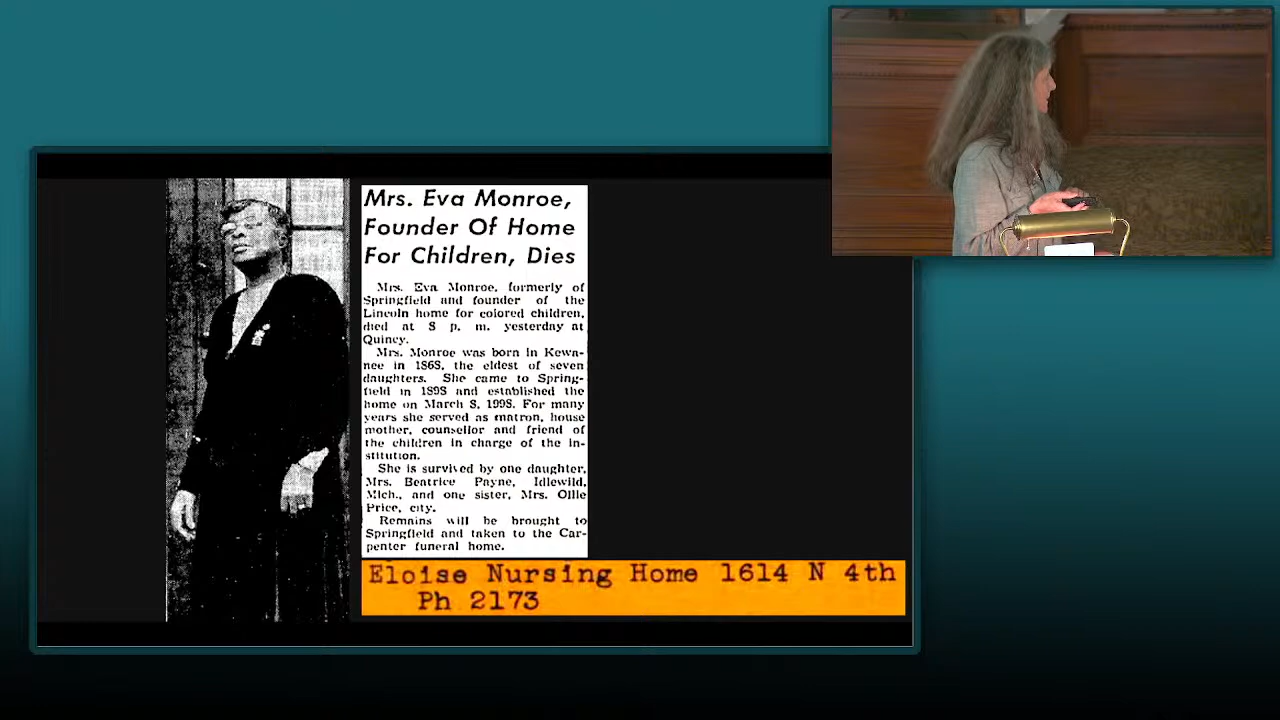 Mrs. Eva Monroe,
Founder Of Home
For Children, Dies
Mrs. Eva Monroe, formerly of
Springfield and founder of the
Lincoln home for colored children,
died at 8 p. m. yesterday at
Quincy.
Mrs. Monroe was born in Kewa-
nee in 1868, the eldest of seven
daughters. She came to Spring-
field in 1898 and established the
home on March 8, 1998. For many
years she served as matron, house
mother, counsellor and friend of
the children in charge of the in-
stitution.
She is survived by one daughter,
Mrs. Beatrice Payne, Idlewild,
Mich., and one sister, Mrs. Ollie
Price, city.
Remains will be brought to
Springfield and taken to the Car-
penter funeral home.
Eloise Nursing Home 1614 N 4th
Ph 2173